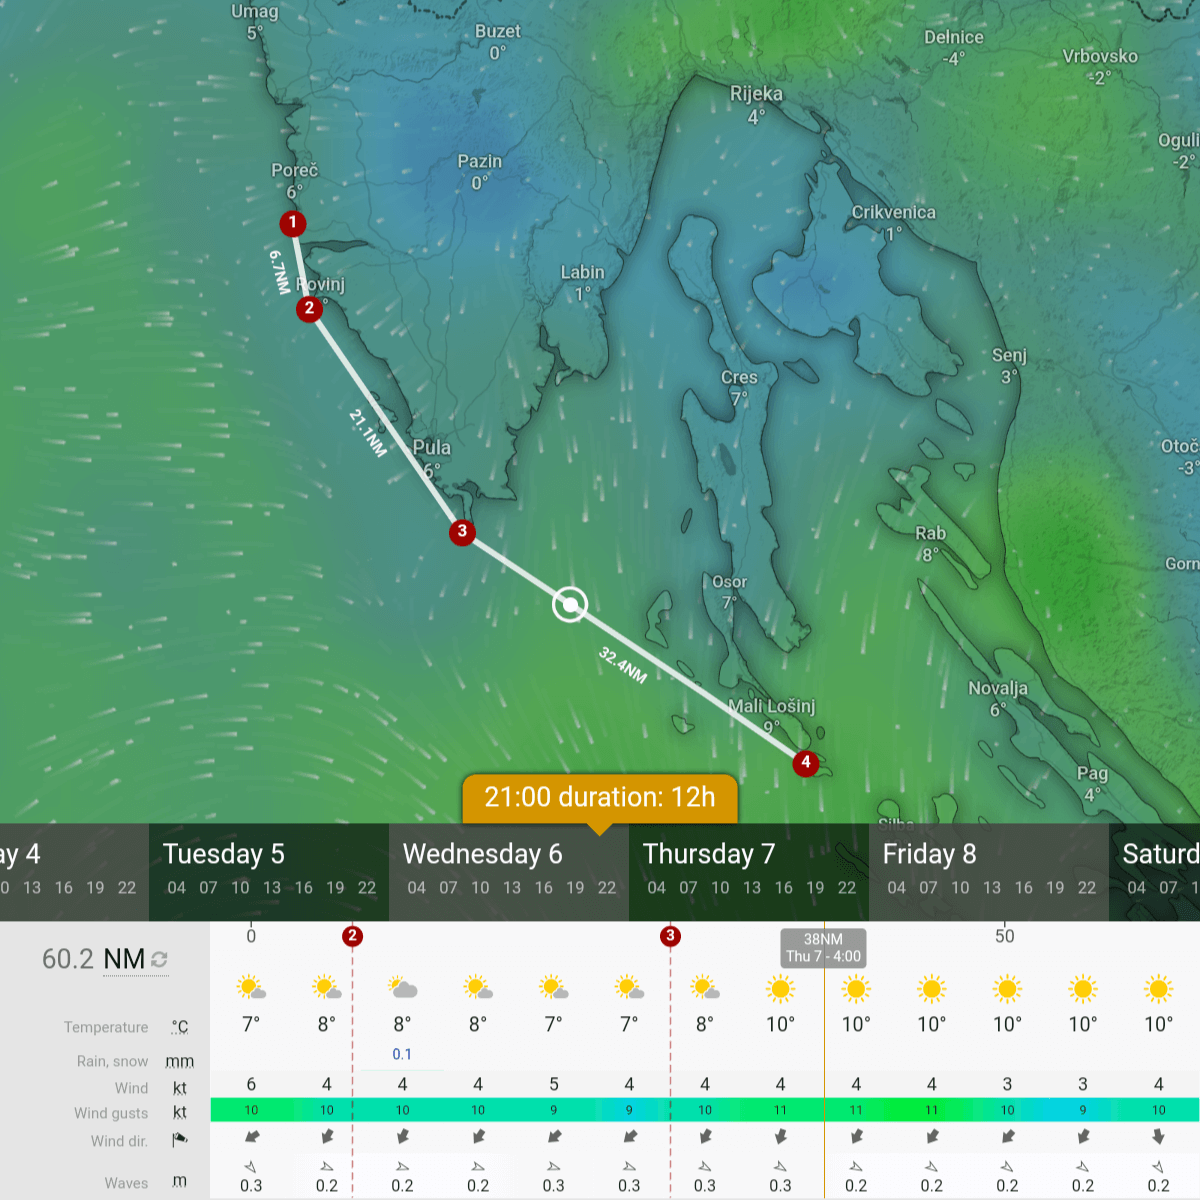 Umag
5°
Buzet
0°
Delnice
-4°
Vrbovsko
-2°
Rijeka
4°
Oguli
-2°
Poreč
6°
Pazin
0°
1
Crikvenica
1°
6.7NM
Rovinj
°
2
Labin
1°
Senj
3°
Cres
7°
21.1NM
Pula
6°
Otoč
-3°
3
Rab
8°
Gorn
Osor
7°
32.4NM
Novalja
6°
Mali Lošinj
9°
4
Pag
4°
21:00 duration: 12h
Silba
ay 4 Tuesday 5 Wednesday 6 Thursday 7 Friday 8 Saturd
0 13 16 19 22 04 07 10 13 16 19 22 04 07 10 13 16 19 22 04 07 10 13 16 19 22 04 07 10 13 16 19 22 04 07 1
0 2 3 38NM 50
Thu 7 - 4:00
60.2 NM
Temperature °C 7° 8° 8° 8° 7° 7° 8° 10° 10° 10° 10° 10° 10°
Rain, snow mm 0.1
Wind kt 6 4 4 4 5 4 4 4 4 4 3 3 4
Wind gusts kt 10 10 10 10 9 9 10 11 11 11 10 9 10
Wind dir.
Waves m 0.3 0.2 0.2 0.2 0.3 0.3 0.3 0.3 0.2 0.2 0.2 0.2 0.2